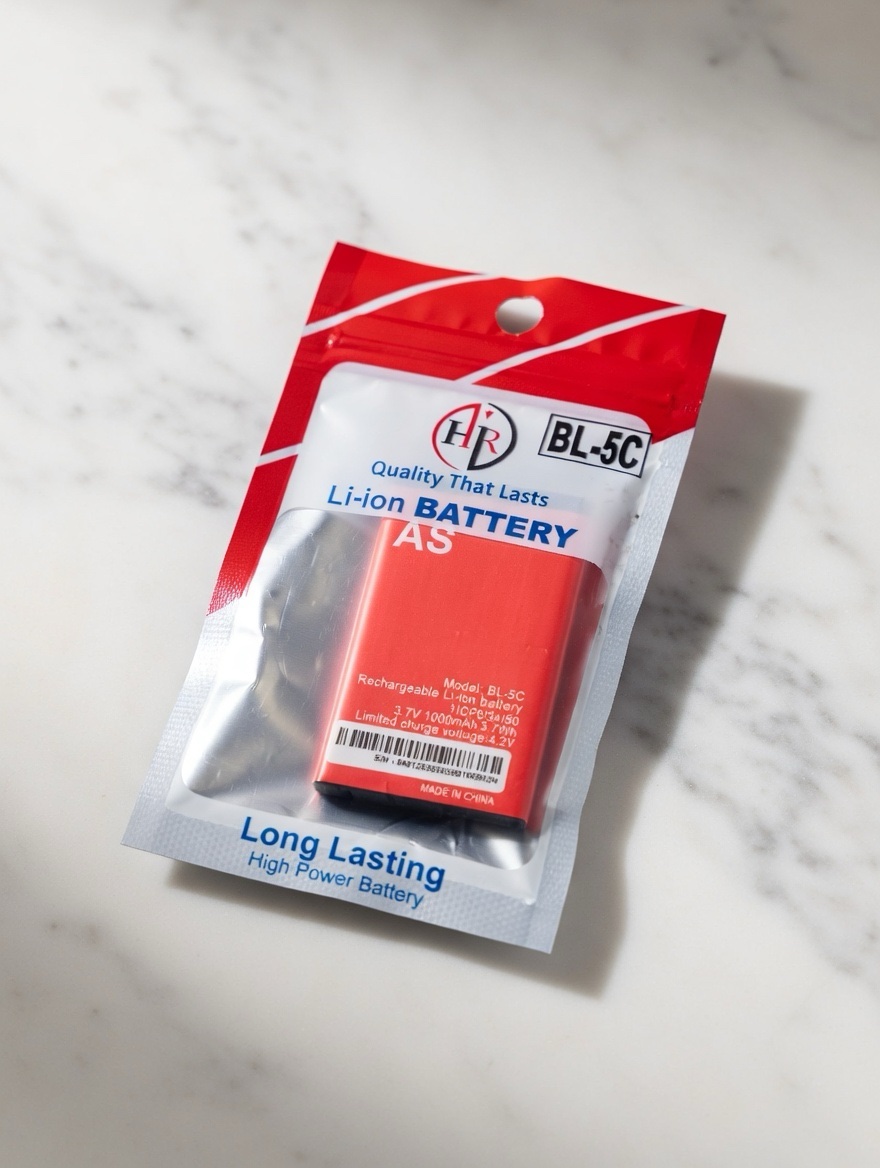 HR
BL-5C
Quality That Lasts
Li-ion BATTERY
AS
Model: BL-5C
Rechargeable Li-ion battery
3.7V 1000mAh 3.7Wh
Limited charge voltage:4.2V
MADE IN CHINA
Long Lasting
High Power Battery